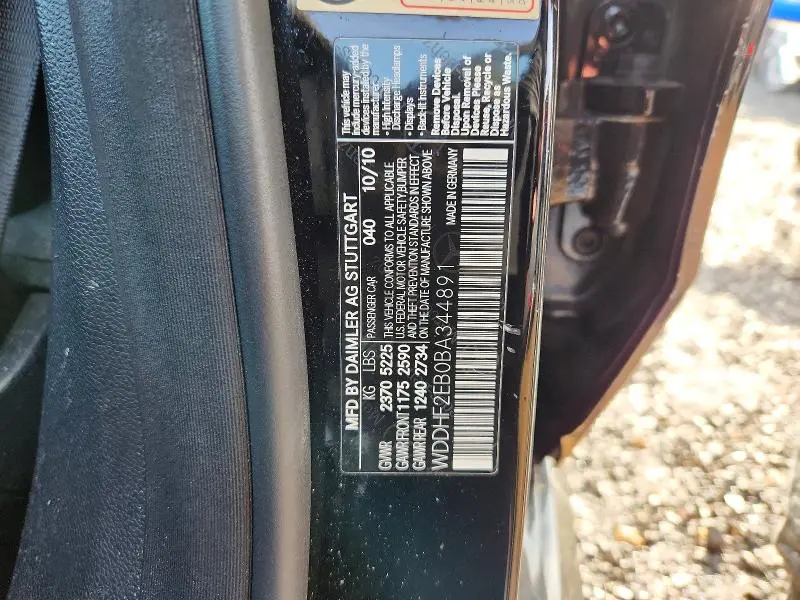 MFD BY DAIMLER AG STUTTGART
KG LBS PASSENGER CAR 040 10/10
GVWR 2370 5225
GAWR FRONT 1175 2590
GAWR REAR 1240 2734
THIS VEHICLE CONFORMS TO ALL APPLICABLE
U.S. FEDERAL MOTOR VEHICLE SAFETY, BUMPER
AND THEFT PREVENTION STANDARDS IN EFFECT
ON THE DATE OF MANUFACTURE SHOWN ABOVE
MADE IN GERMANY
WDDHF2EB0BA344891
This vehicle may
include mercury added
devices installed by the
manufacturer:
• High Intensity
Discharge Headlamps
• Displays
• Back-lit Instruments
Remove Devices
Before Vehicle
Disposal.
Upon Removal of
Devices Please
Reuse, Recycle or
Dispose as
Hazardous Waste.